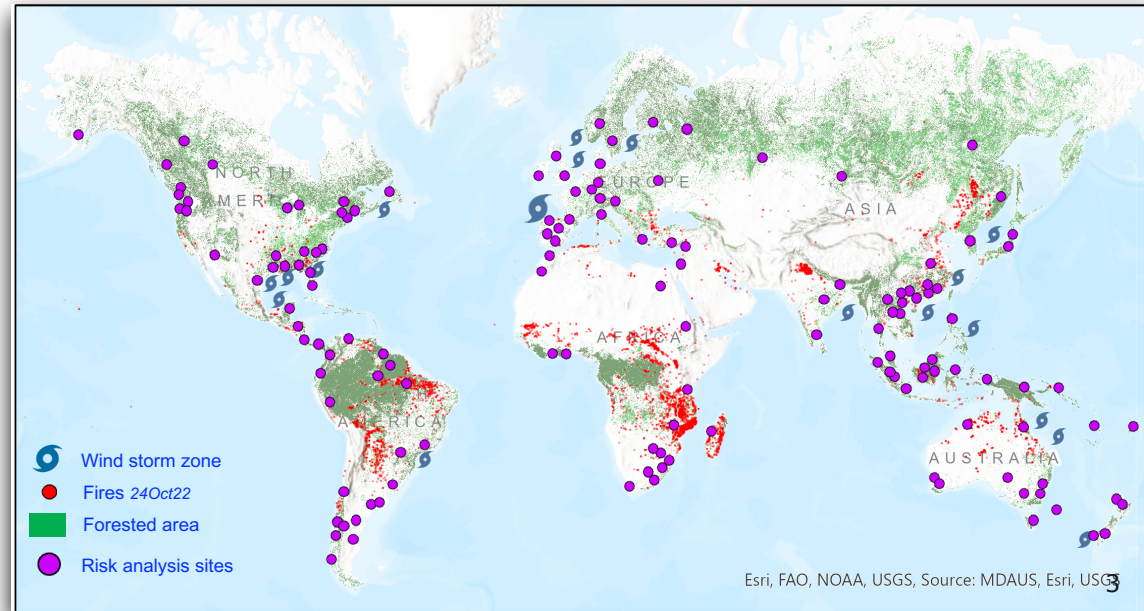 NORTH
AMERI
EUROPE
ASIA
AFRICA
AMERICA
AUSTRALIA
Wind storm zone
Fires 24Oct22
Forested area
Risk analysis sites
Esri, FAO, NOAA, USGS, Source: MDAUS, Esri, USGS
3